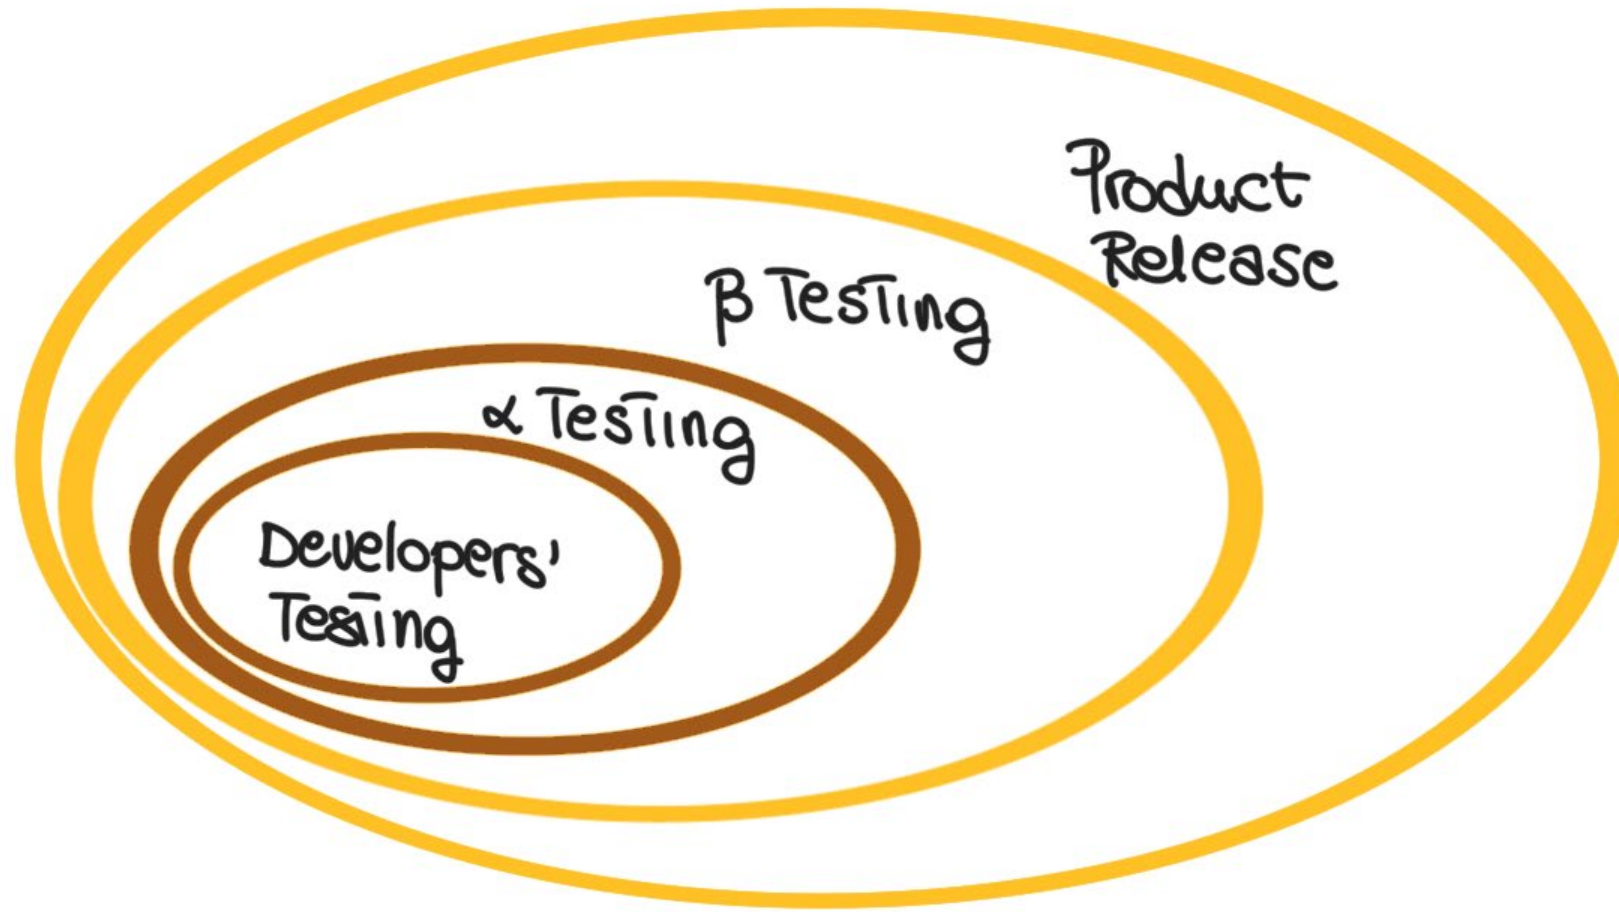 Product
Release
β Testing
α Testing
Developers'
Testing